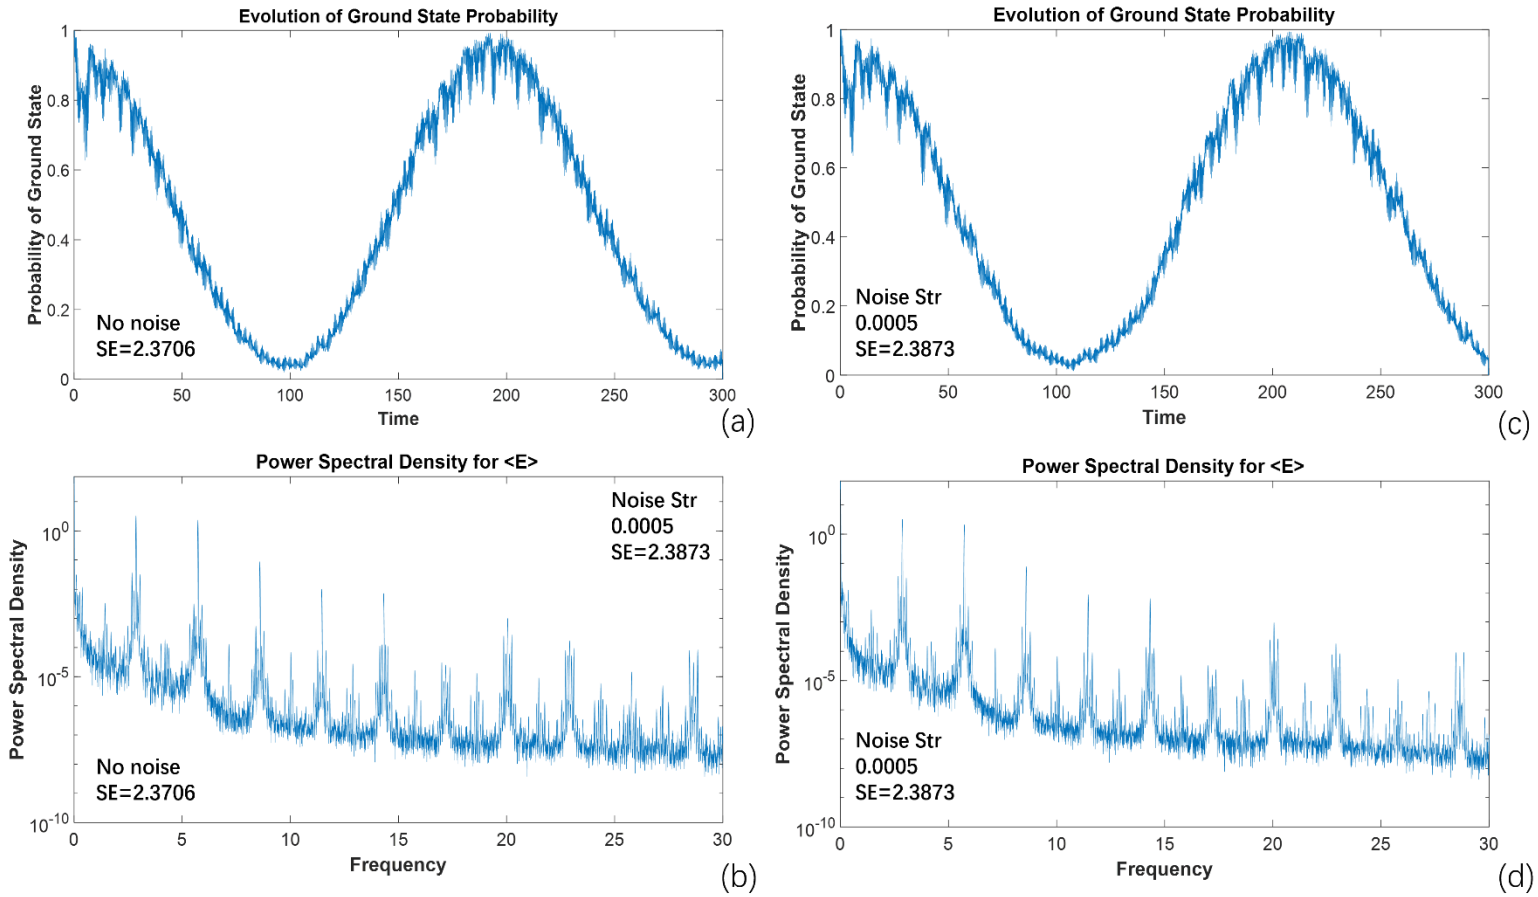 Evolution of Ground State Probability
Probability of Ground State
1
0.8
0.6
0.4
0.2
0
No noise
SE=2.3706
0 50 100 150 200 250 300
Time
(a)
Evolution of Ground State Probability
Probability of Ground State
1
0.8
0.6
0.4
0.2
0
Noise Str
0.0005
SE=2.3873
0 50 100 150 200 250 300
Time
(c)
Power Spectral Density for <E>
Power Spectral Density
10^0
10^-5
10^-10
Noise Str
0.0005
SE=2.3873
No noise
SE=2.3706
0 5 10 15 20 25 30
Frequency
(b)
Power Spectral Density for <E>
Power Spectral Density
10^0
10^-5
10^-10
Noise Str
0.0005
SE=2.3873
0 5 10 15 20 25 30
Frequency
(d)